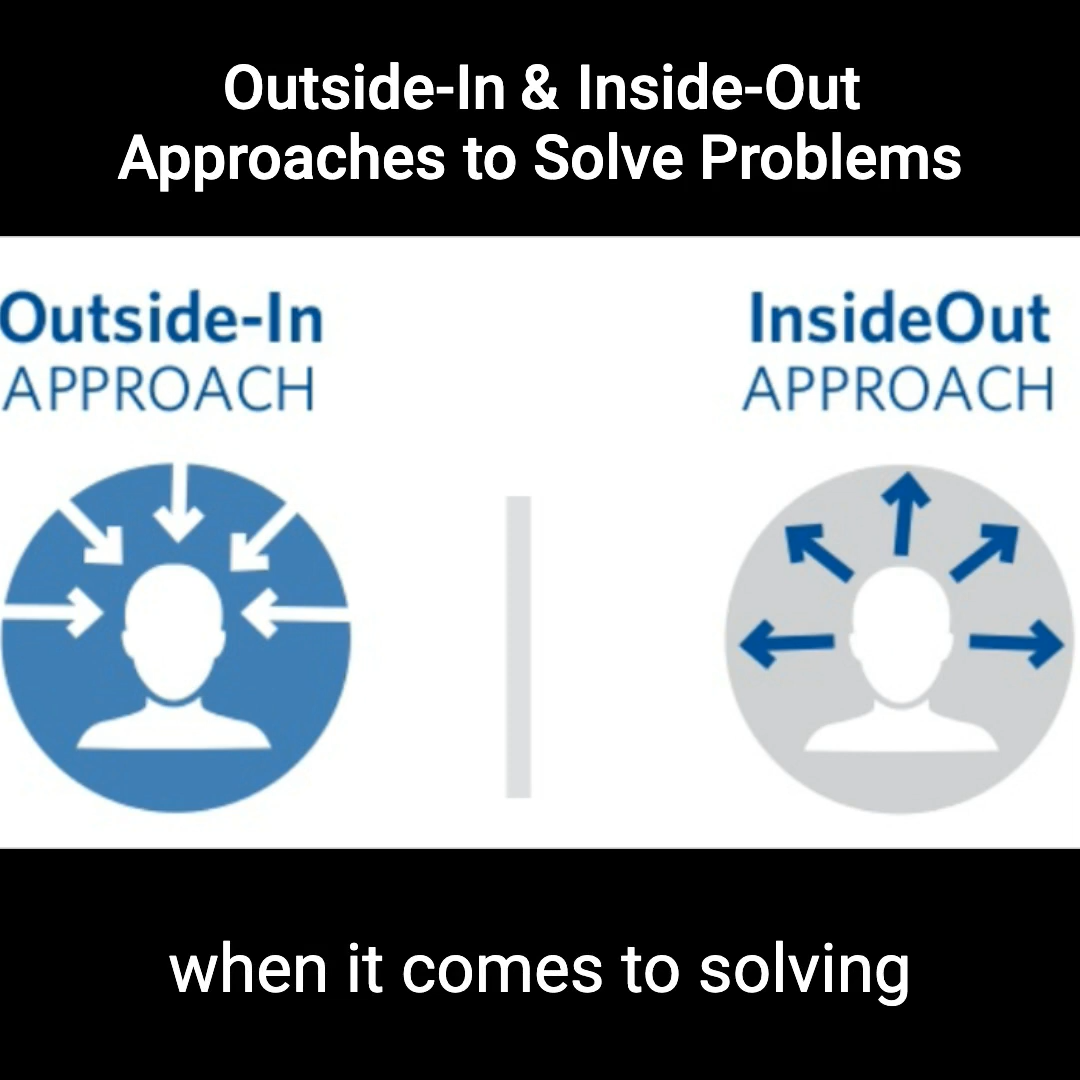 Outside-In & Inside-Out
Approaches to Solve Problems
Outside-In
APPROACH
InsideOut
APPROACH
when it comes to solving